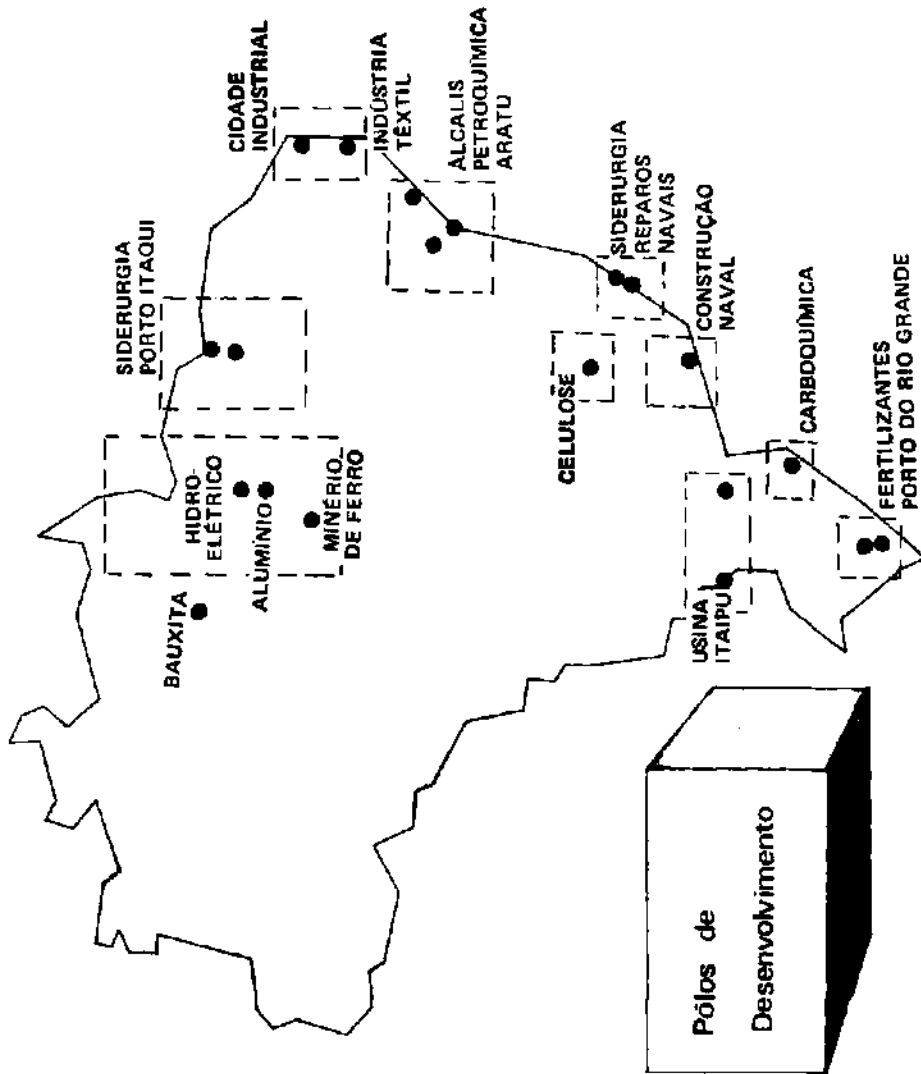 CIDADE
INDUSTRIAL
INDÚSTRIA
TÊXTIL
SIDERURGIA
PORTO ITAQUI
ALCALIS
PETROQUÍMICA
ARATU
HIDRO-
ELÉTRICO
ALUMÍNIO
MINÉRIO
DE FERRO
BAUXITA
SIDERURGIA
REPAROS
NAVAIS
CELULOSE
CONSTRUÇÃO
NAVAL
CARBOQUÍMICA
USINA
ITAIPU
FERTILIZANTES
PORTO DO RIO GRANDE
Pólos de
Desenvolvimento